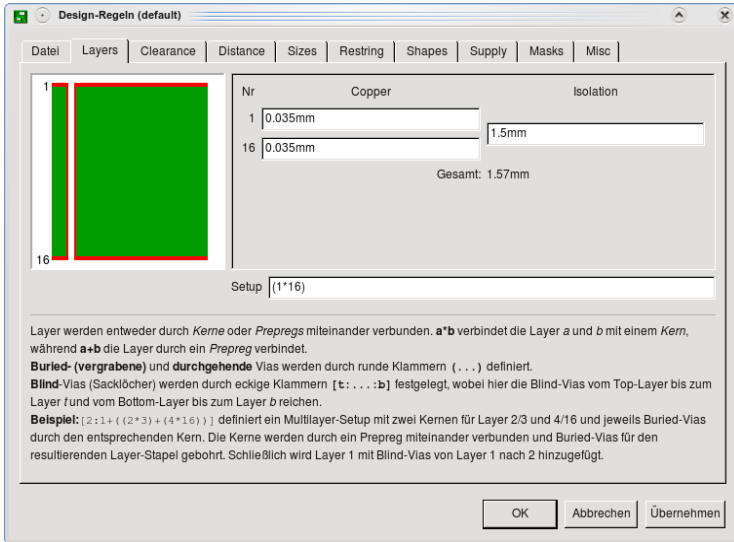 Design-Regeln (default)
Datei Layers Clearance Distance Sizes Restring Shapes Supply Masks Misc
1
16
Nr Copper Isolation
1 0.035mm
1.5mm
16 0.035mm
Gesamt: 1.57mm
Setup (1*16)
Layer werden entweder durch Kerne oder Prepregs miteinander verbunden. a*b verbindet die Layer a und b mit einem Kern,
während a+b die Layer durch ein Prepreg verbindet.
Buried- (vergrabene) und durchgehende Vias werden durch runde Klammern (...) definiert.
Blind-Vias (Sacklöcher) werden durch eckige Klammern [t:...:b] festgelegt, wobei hier die Blind-Vias vom Top-Layer bis zum
Layer t und vom Bottom-Layer bis zum Layer b reichen.
Beispiel: [2:1+((2*3)+(4*16))] definiert ein Multilayer-Setup mit zwei Kernen für Layer 2/3 und 4/16 und jeweils Buried-Vias
durch den entsprechenden Kern. Die Kerne werden durch ein Prepreg miteinander verbunden und Buried-Vias für den
resultierenden Layer-Stapel gebohrt. Schließlich wird Layer 1 mit Blind-Vias von Layer 1 nach 2 hinzugefügt.
OK Abbrechen Übernehmen